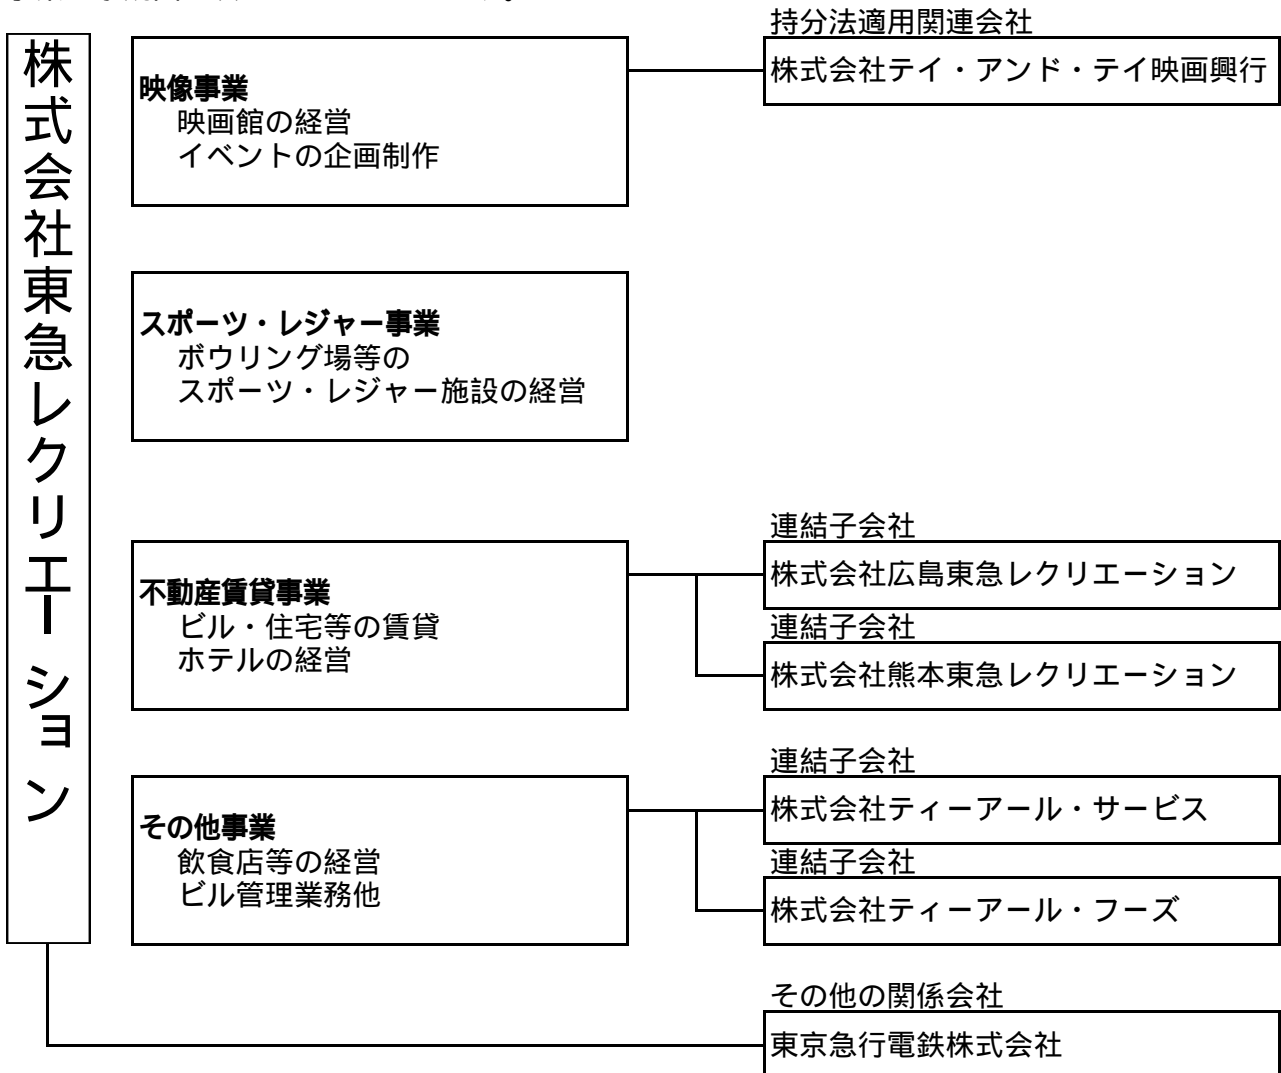 株式会社東急レクリエーション
映像事業
映画館の経営
イベントの企画制作
持分法適用関連会社
株式会社テイ・アンド・テイ映画興行
スポーツ・レジャー事業
ボウリング場等の
スポーツ・レジャー施設の経営
不動産賃貸事業
ビル・住宅等の賃貸
ホテルの経営
連結子会社
株式会社広島東急レクリエーション
連結子会社
株式会社熊本東急レクリエーション
その他事業
飲食店等の経営
ビル管理業務他
連結子会社
株式会社ティーアール・サービス
連結子会社
株式会社ティーアール・フーズ
その他の関係会社
東京急行電鉄株式会社